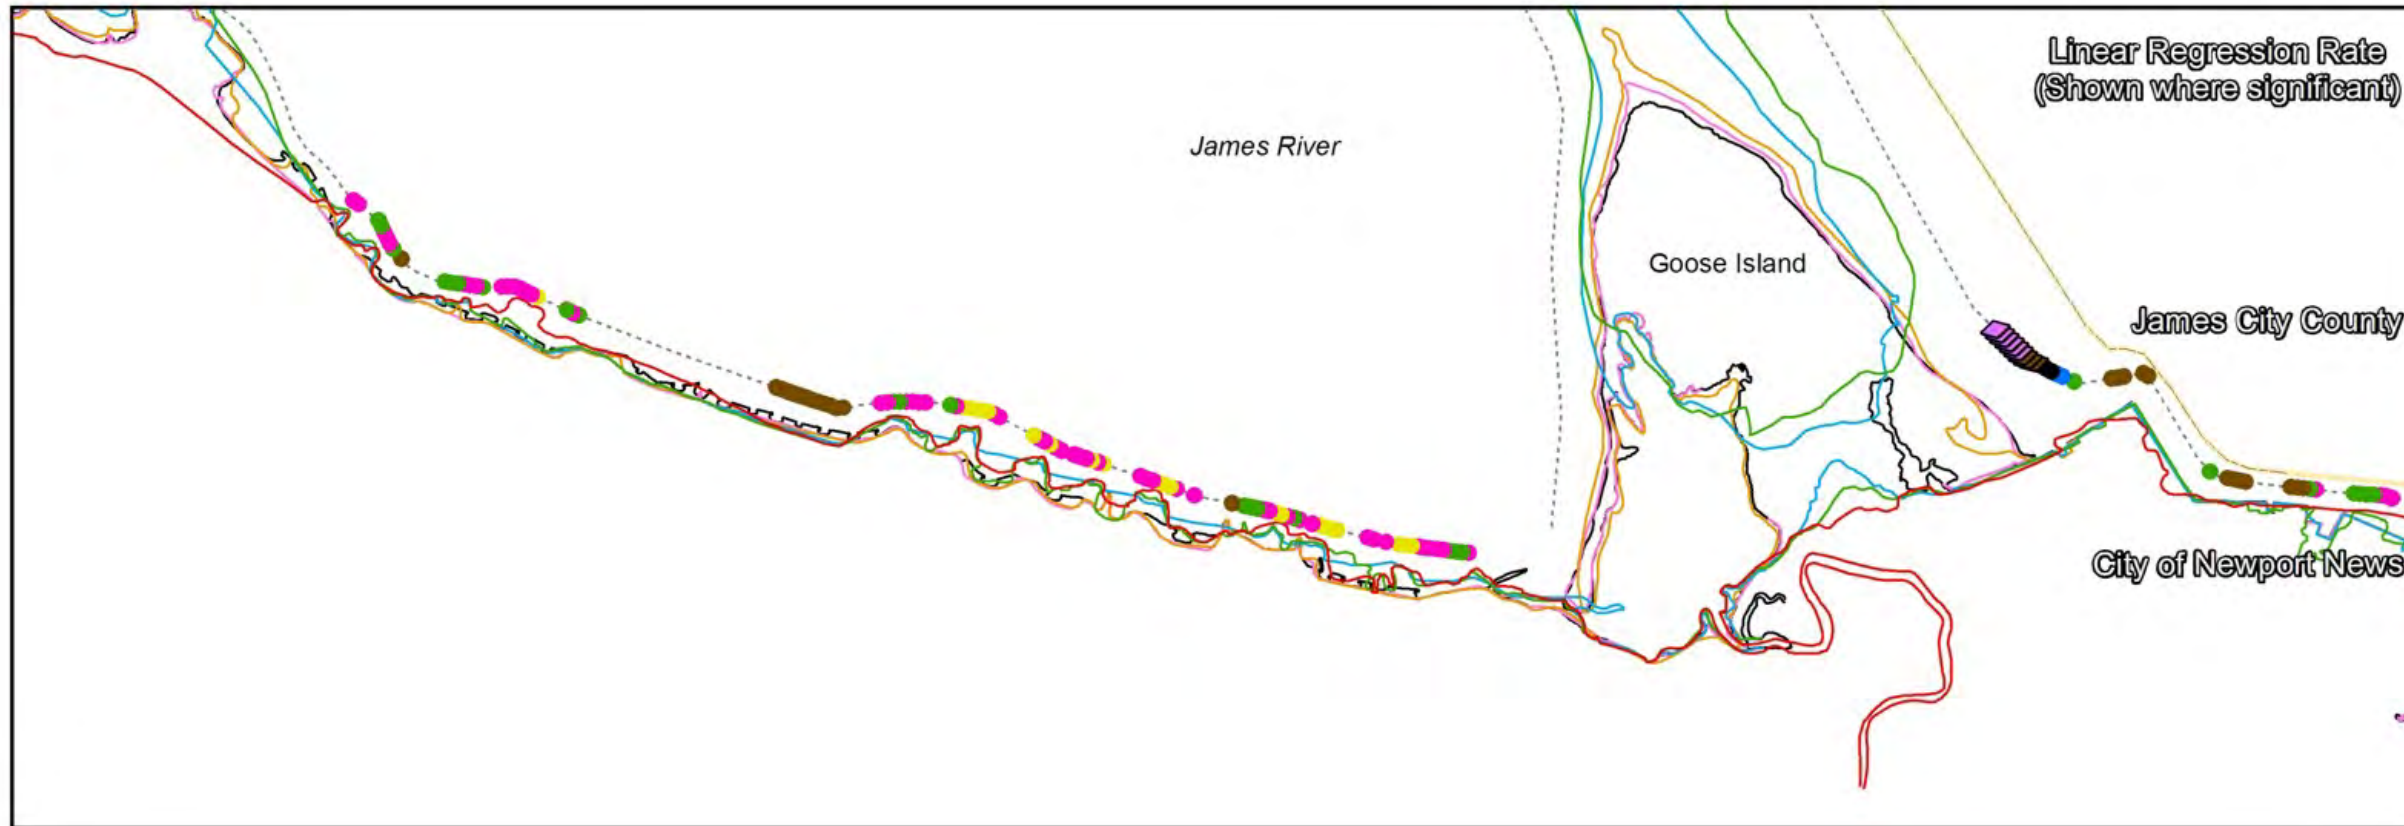 Linear Regression Rate
(Shown where significant)
James River
Goose Island
James City County
City of Newport News